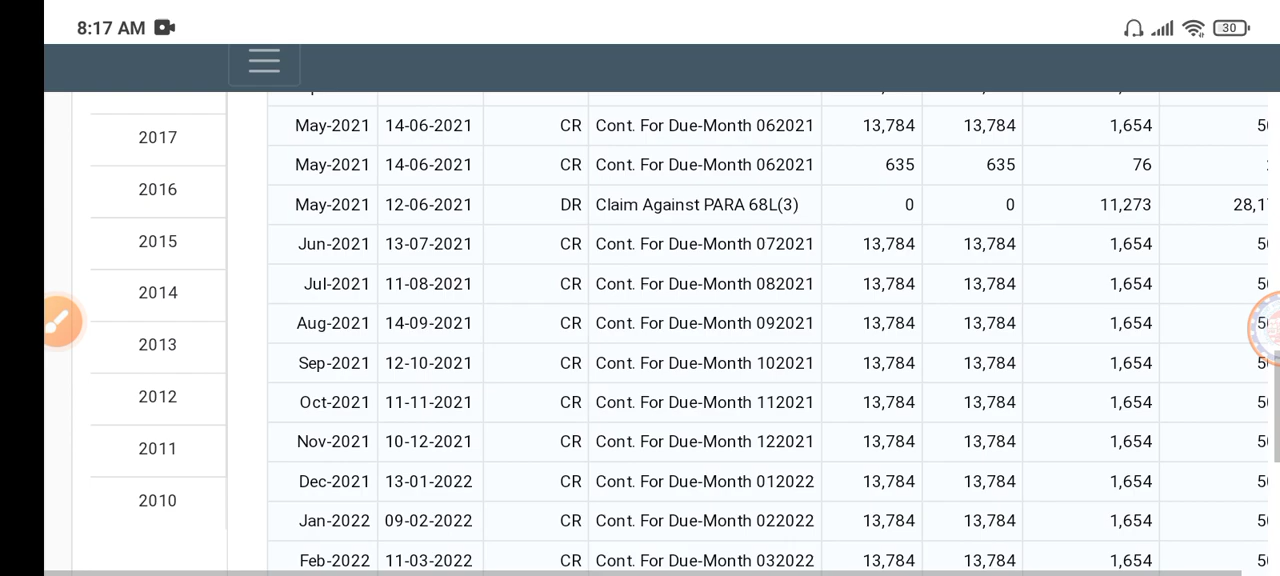 8:17 AM
30
2017
2016
2015
2014
2013
2012
2011
2010
May-2021 14-06-2021 CR Cont. For Due-Month 062021 13,784 13,784 1,654
May-2021 14-06-2021 CR Cont. For Due-Month 062021 635 635 76
May-2021 12-06-2021 DR Claim Against PARA 68L(3) 0 0 11,273
Jun-2021 13-07-2021 CR Cont. For Due-Month 072021 13,784 13,784 1,654
Jul-2021 11-08-2021 CR Cont. For Due-Month 082021 13,784 13,784 1,654
Aug-2021 14-09-2021 CR Cont. For Due-Month 092021 13,784 13,784 1,654
Sep-2021 12-10-2021 CR Cont. For Due-Month 102021 13,784 13,784 1,654
Oct-2021 11-11-2021 CR Cont. For Due-Month 112021 13,784 13,784 1,654
Nov-2021 10-12-2021 CR Cont. For Due-Month 122021 13,784 13,784 1,654
Dec-2021 13-01-2022 CR Cont. For Due-Month 012022 13,784 13,784 1,654
Jan-2022 09-02-2022 CR Cont. For Due-Month 022022 13,784 13,784 1,654
Feb-2022 11-03-2022 CR Cont. For Due-Month 032022 13,784 13,784 1,654